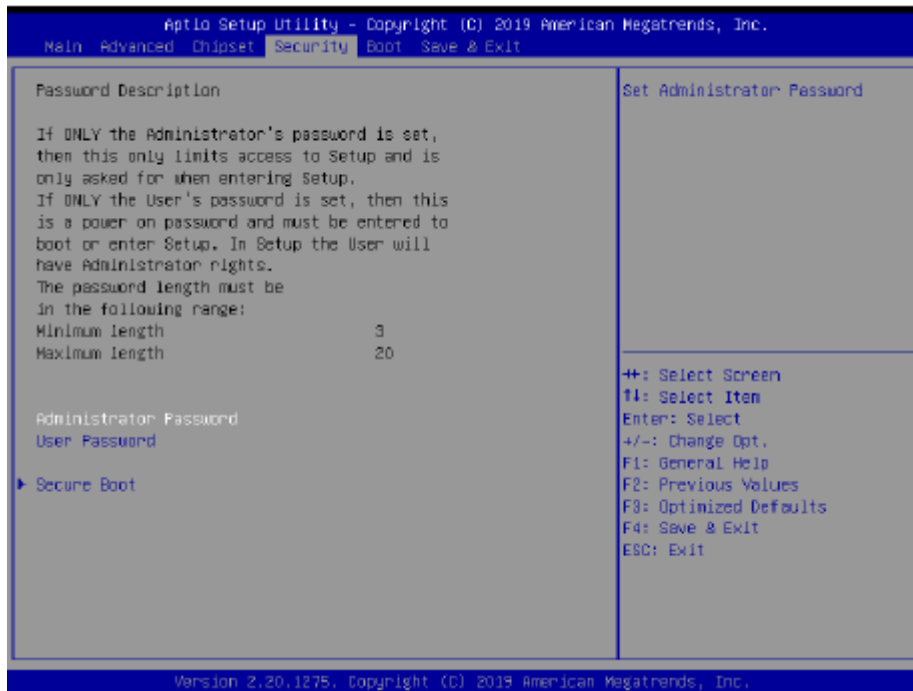 Aptio Setup Utility - Copyright (C) 2019 American Megatrends, Inc.
Main Advanced Chipset Security Boot Save & Exit
Password Description
If ONLY the Administrator's password is set,
then this only limits access to Setup and is
only asked for when entering Setup.
If ONLY the User's password is set, then this
is a power on password and must be entered to
boot or enter Setup. In Setup the User will
have Administrator rights.
The password length must be
in the following range:
Minimum length 3
Maximum length 20
Administrator Password
User Password
Secure Boot
Set Administrator Password
→←: Select Screen
↑↓: Select Item
Enter: Select
+/-: Change Opt.
F1: General Help
F2: Previous Values
F3: Optimized Defaults
F4: Save & Exit
ESC: Exit
Version 2.20.1275. Copyright (C) 2019 American Megatrends, Inc.